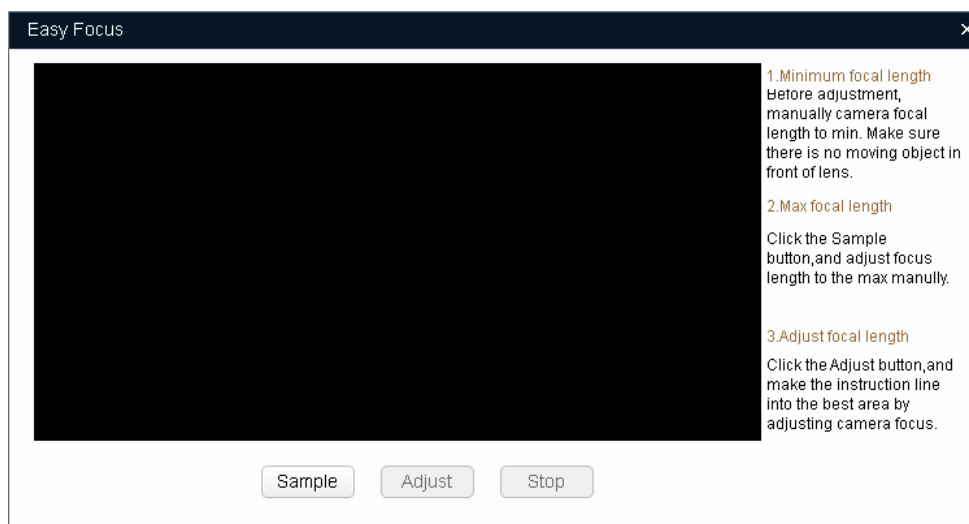 Easy Focus
1.Minimum focal length
Before adjustment,
manually camera focal
length to min. Make sure
there is no moving object in
front of lens.
2.Max focal length
Click the Sample
button,and adjust focus
length to the max manully.
3.Adjust focal length
Click the Adjust button,and
make the instruction line
into the best area by
adjusting camera focus.
Sample Adjust Stop